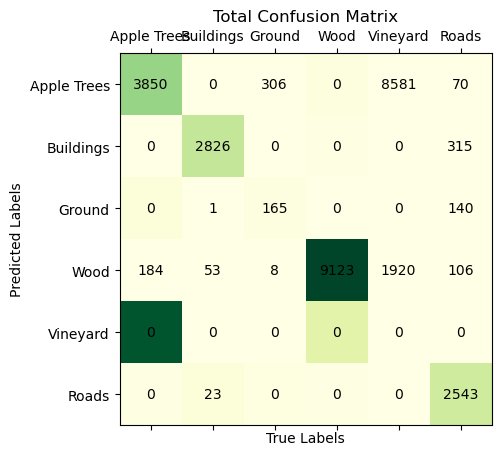 Total Confusion Matrix
Apple Trees Buildings Ground Wood Vineyard Roads
Apple Trees 3850 0 306 0 8581 70
Buildings 0 2826 0 0 0 315
Ground 0 1 165 0 0 140
Wood 184 53 8 9123 1920 106
Vineyard 0 0 0 0 0 0
Roads 0 23 0 0 0 2543
Predicted Labels
True Labels